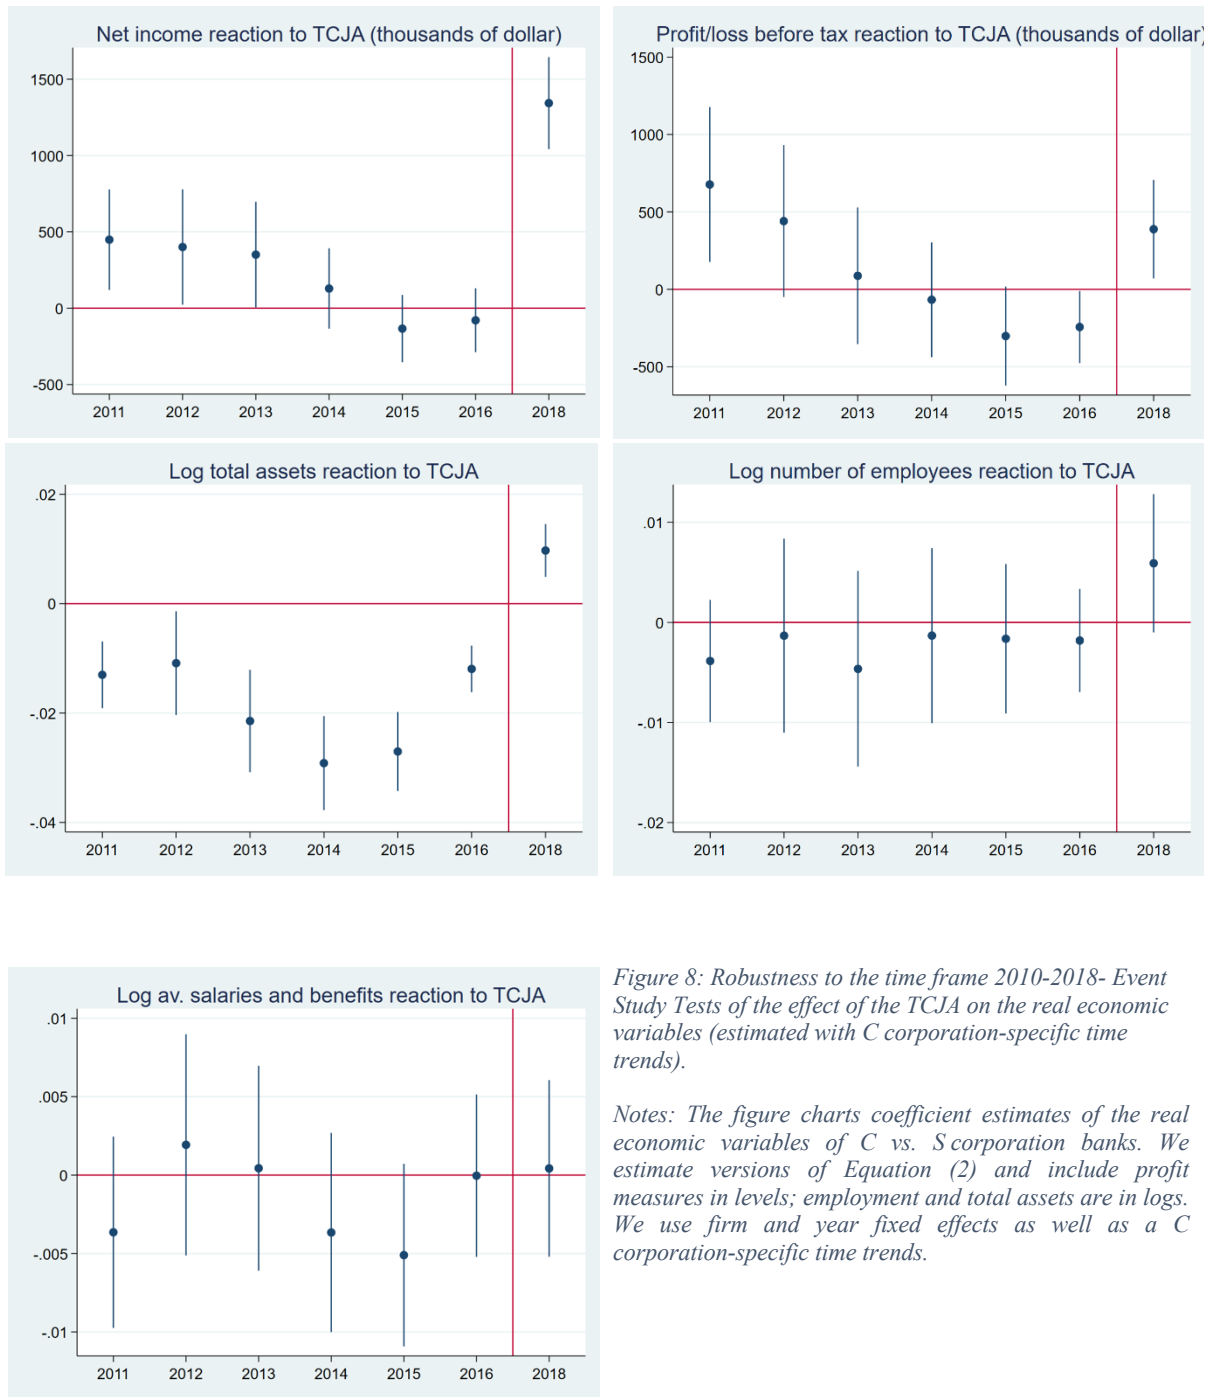 Net income reaction to TCJA (thousands of dollar)
1500
1000
500
0
-500
2011 2012 2013 2014 2015 2016 2018
Profit/loss before tax reaction to TCJA (thousands of dollar)
1500
1000
500
0
-500
2011 2012 2013 2014 2015 2016 2018
Log total assets reaction to TCJA
.02
0
-.02
-.04
2011 2012 2013 2014 2015 2016 2018
Log number of employees reaction to TCJA
.01
0
-.01
-.02
2011 2012 2013 2014 2015 2016 2018
Log av. salaries and benefits reaction to TCJA
.01
.005
0
-.005
-.01
2011 2012 2013 2014 2015 2016 2018
Figure 8: Robustness to the time frame 2010-2018- Event
Study Tests of the effect of the TCJA on the real economic
variables (estimated with C corporation-specific time
trends).
Notes: The figure charts coefficient estimates of the real
economic variables of C vs. S corporation banks. We
estimate versions of Equation (2) and include profit
measures in levels; employment and total assets are in logs.
We use firm and year fixed effects as well as a C
corporation-specific time trends.